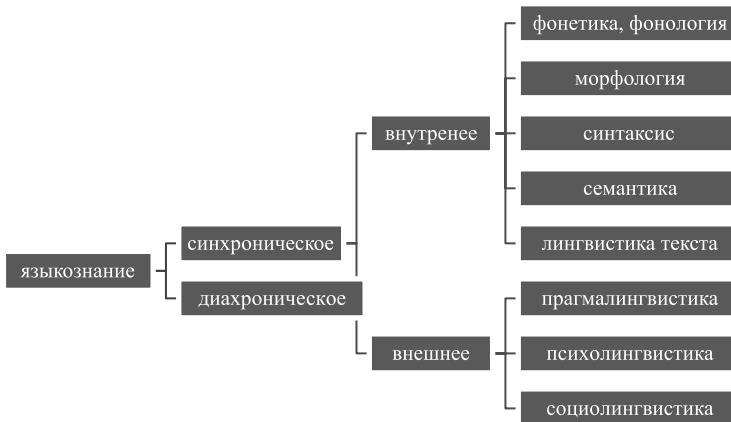 языкознание
синхроническое
диахроническое
внутренее
внешнее
фонетика, фонология
морфология
синтаксис
семантика
лингвистика текста
прагмалингвистика
психолингвистика
социолингвистика